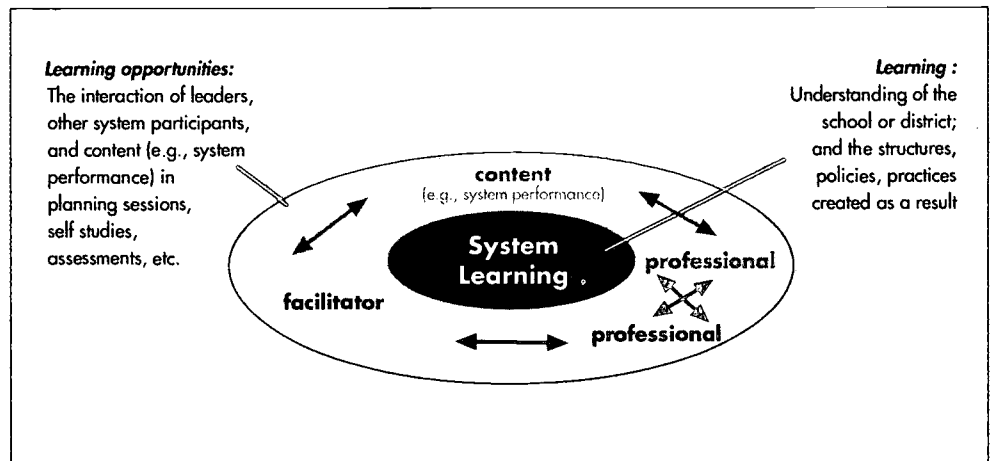 Learning opportunities:
The interaction of leaders,
other system participants,
and content (e.g., system
performance) in
planning sessions,
self studies,
assessments, etc.
Learning :
Understanding of the
school or district;
and the structures,
policies, practices
created as a result
content
(e.g., system performance)
System
Learning
professional
facilitator
professional